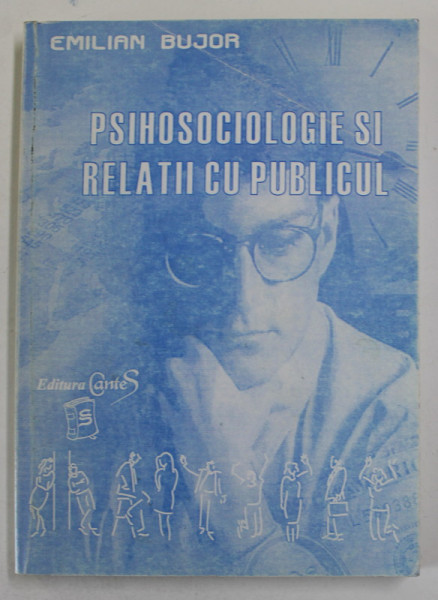 EMILIAN BUJOR
PSIHOSOCIOLOGIE SI
RELATII CU PUBLICUL
Editura CanteS
S